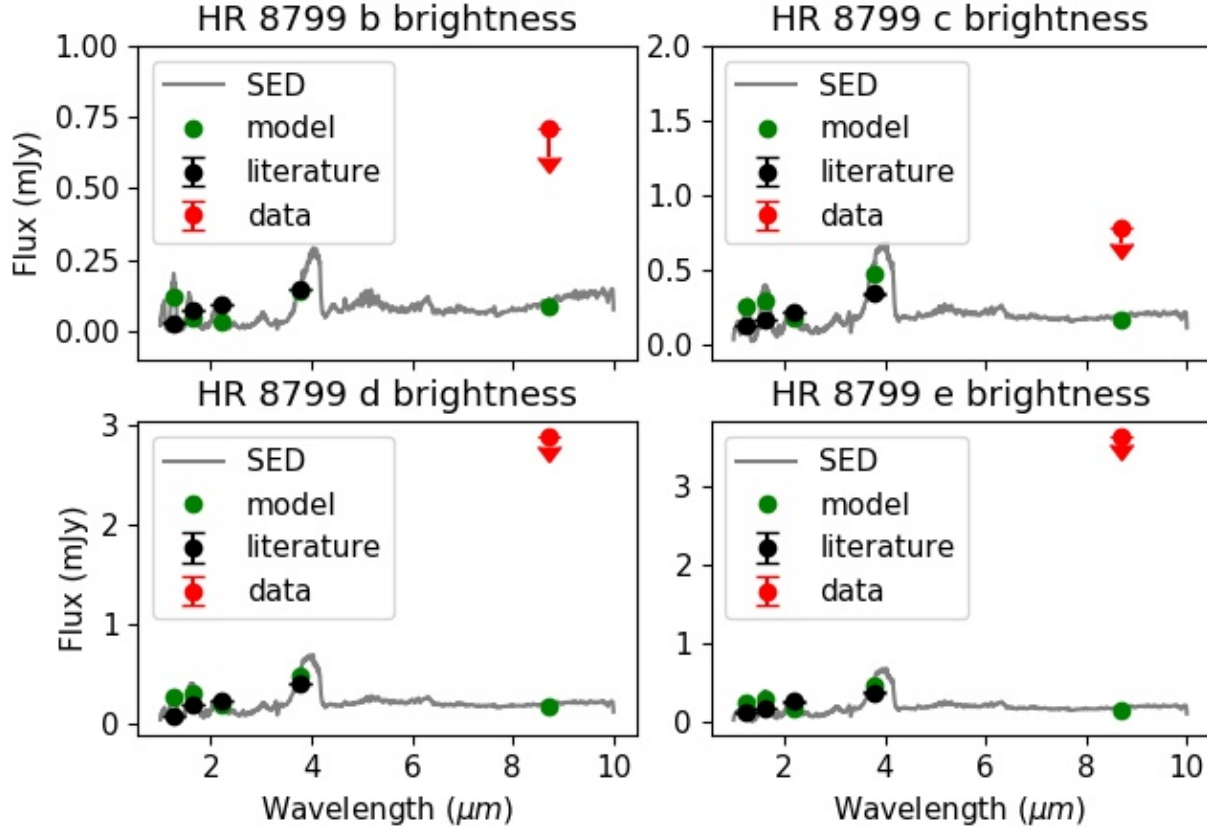 HR 8799 b brightness
1.00
0.75
0.50
0.25
0.00
Flux (mJy)
SED
model
literature
data
HR 8799 c brightness
2.0
1.5
1.0
0.5
0.0
SED
model
literature
data
HR 8799 d brightness
3
2
1
0
Flux (mJy)
SED
model
literature
data
2 4 6 8 10
Wavelength (μm)
HR 8799 e brightness
3
2
1
0
SED
model
literature
data
2 4 6 8 10
Wavelength (μm)